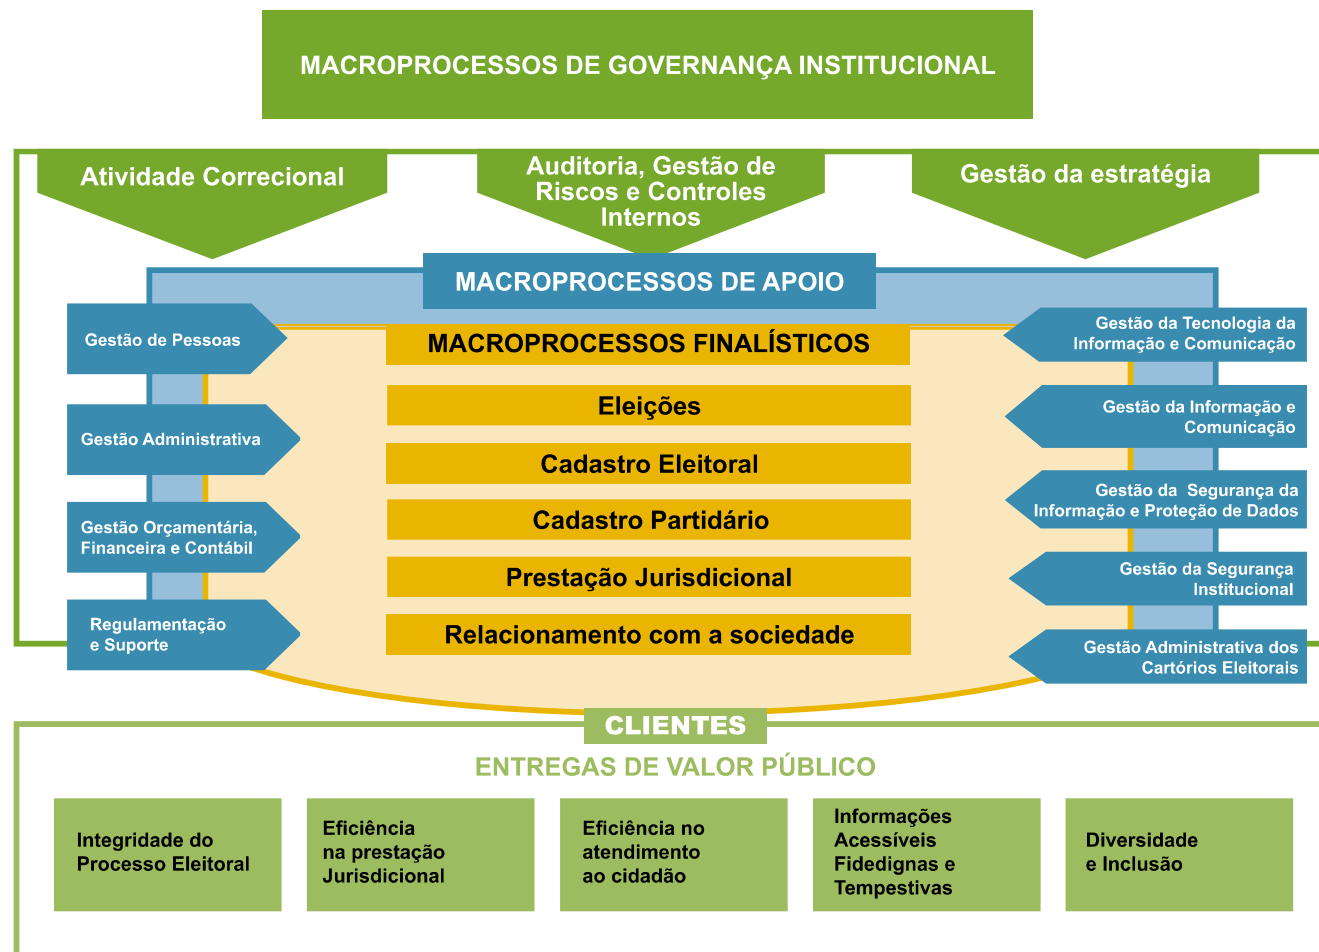 MACROPROCESSOS DE GOVERNANÇA INSTITUCIONAL
Atividade Correcional
Auditoria, Gestão de
Riscos e Controles
Internos
Gestão da estratégia
MACROPROCESSOS DE APOIO
Gestão de Pessoas
Gestão Administrativa
Gestão Orçamentária,
Financeira e Contábil
Regulamentação
e Suporte
MACROPROCESSOS FINALÍSTICOS
Eleições
Cadastro Eleitoral
Cadastro Partidário
Prestação Jurisdicional
Relacionamento com a sociedade
Gestão da Tecnologia da
Informação e Comunicação
Gestão da Informação e
Comunicação
Gestão da Segurança da
Informação e Proteção de Dados
Gestão da Segurança
Institucional
Gestão Administrativa dos
Cartórios Eleitorais
CLIENTES
ENTREGAS DE VALOR PÚBLICO
Integridade do
Processo Eleitoral
Eficiência
na prestação
Jurisdicional
Eficiência no
atendimento
ao cidadão
Informações
Acessíveis
Fidedignas e
Tempestivas
Diversidade
e Inclusão